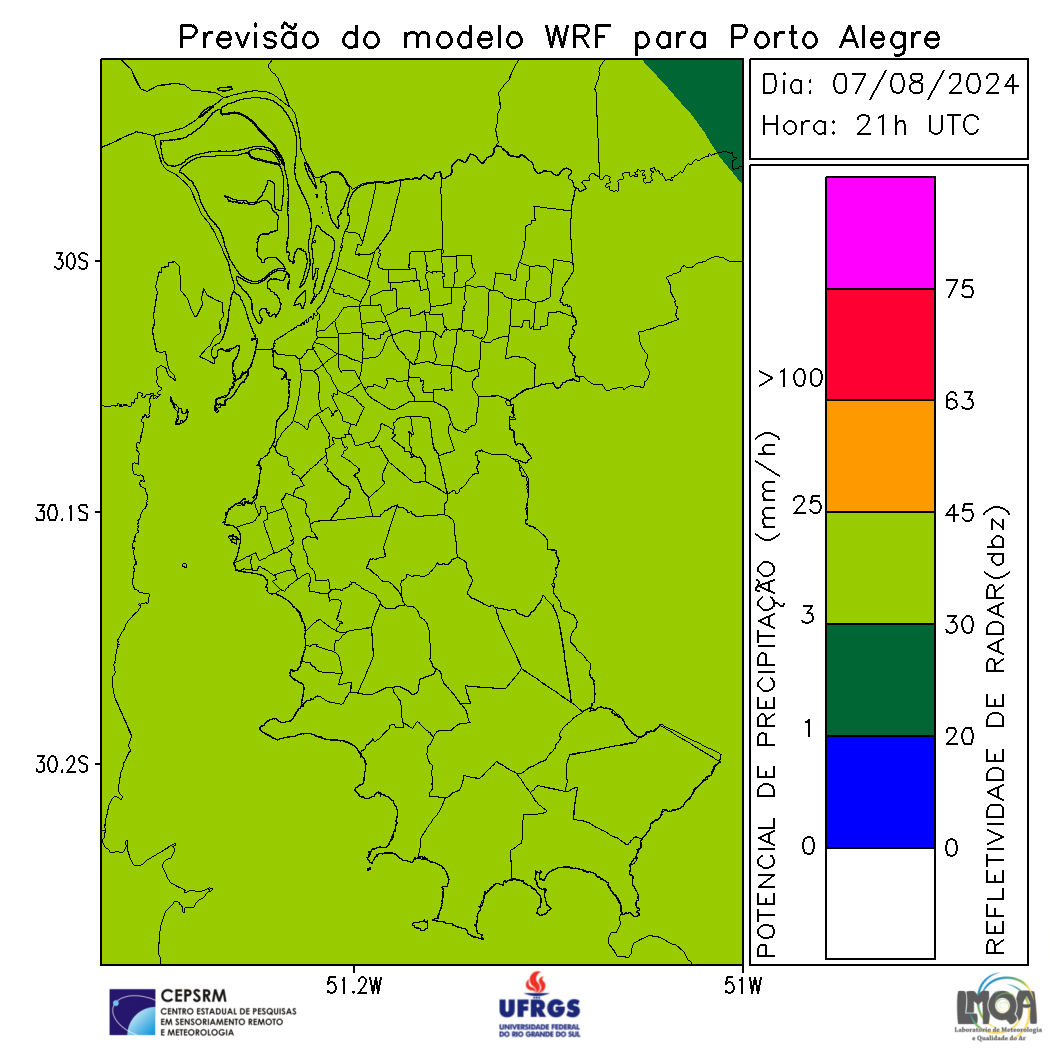 Previsão do modelo WRF para Porto Alegre
Dia: 07/08/2024
Hora: 21h UTC
30S
30.1S
30.2S
51.2W
51W
POTENCIAL DE PRECIPITAÇÃO (mm/h)
>100
25
3
1
0
75
63
45
30
20
0
REFLETIVIDADE DE RADAR(dbz)
CEPSRM
CENTRO ESTADUAL DE PESQUISAS
EM SENSORIAMENTO REMOTO
E METEOROLOGIA
UFRGS
UNIVERSIDADE FEDERAL
DO RIO GRANDE DO SUL
LMQA
Laboratório de Meteorologia
e Qualidade do Ar